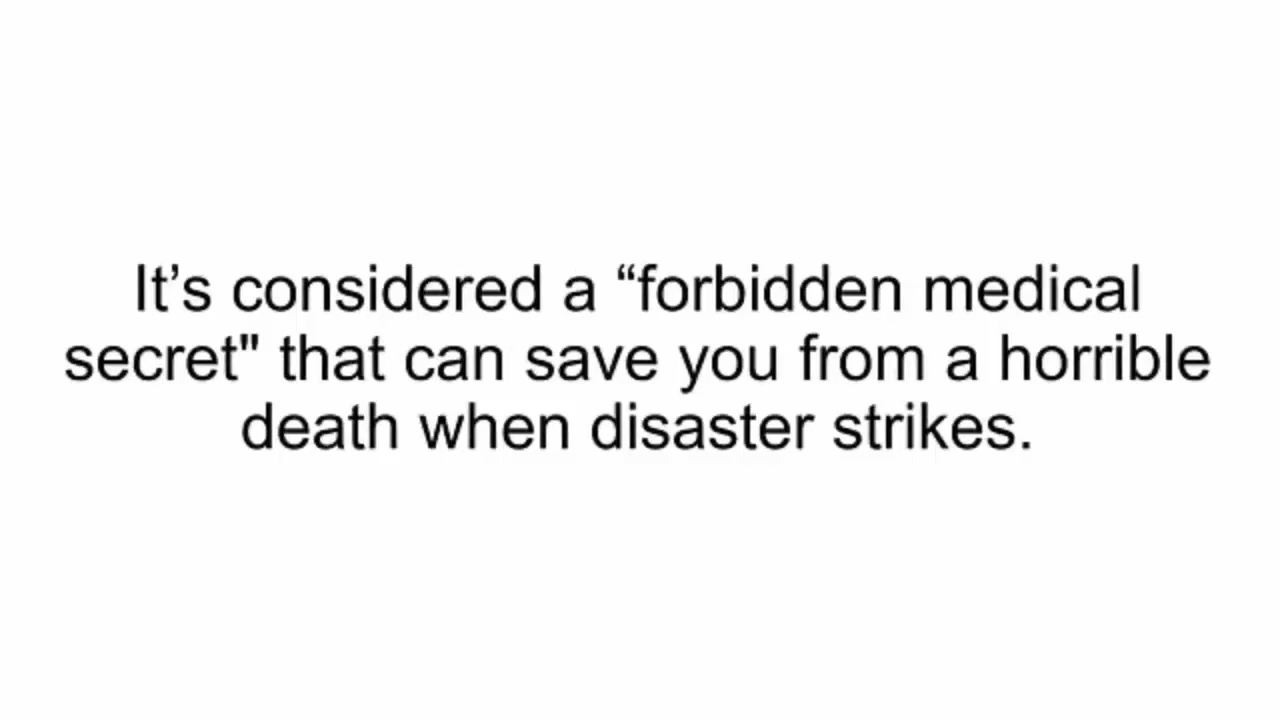 It’s considered a “forbidden medical
secret" that can save you from a horrible
death when disaster strikes.